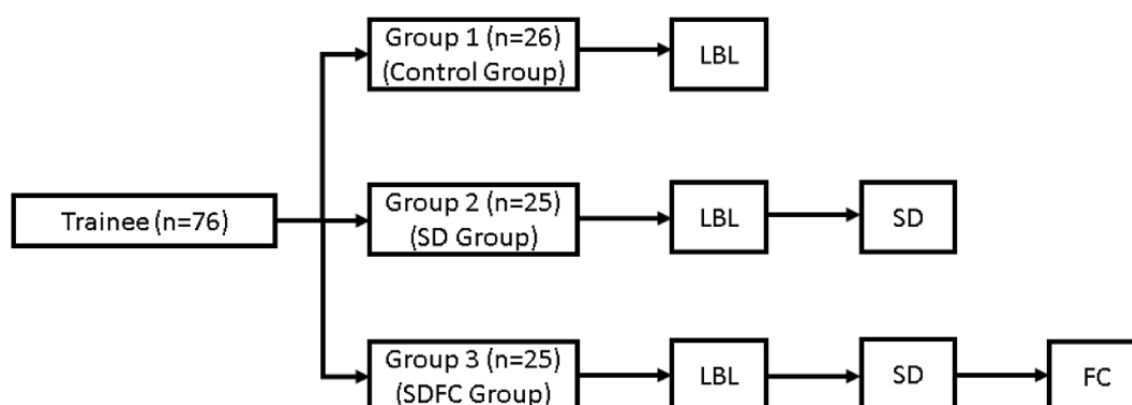 Group 1 (n=26)
(Control Group)
LBL
Trainee (n=76)
Group 2 (n=25)
(SD Group)
LBL
SD
Group 3 (n=25)
(SDFC Group)
LBL
SD
FC